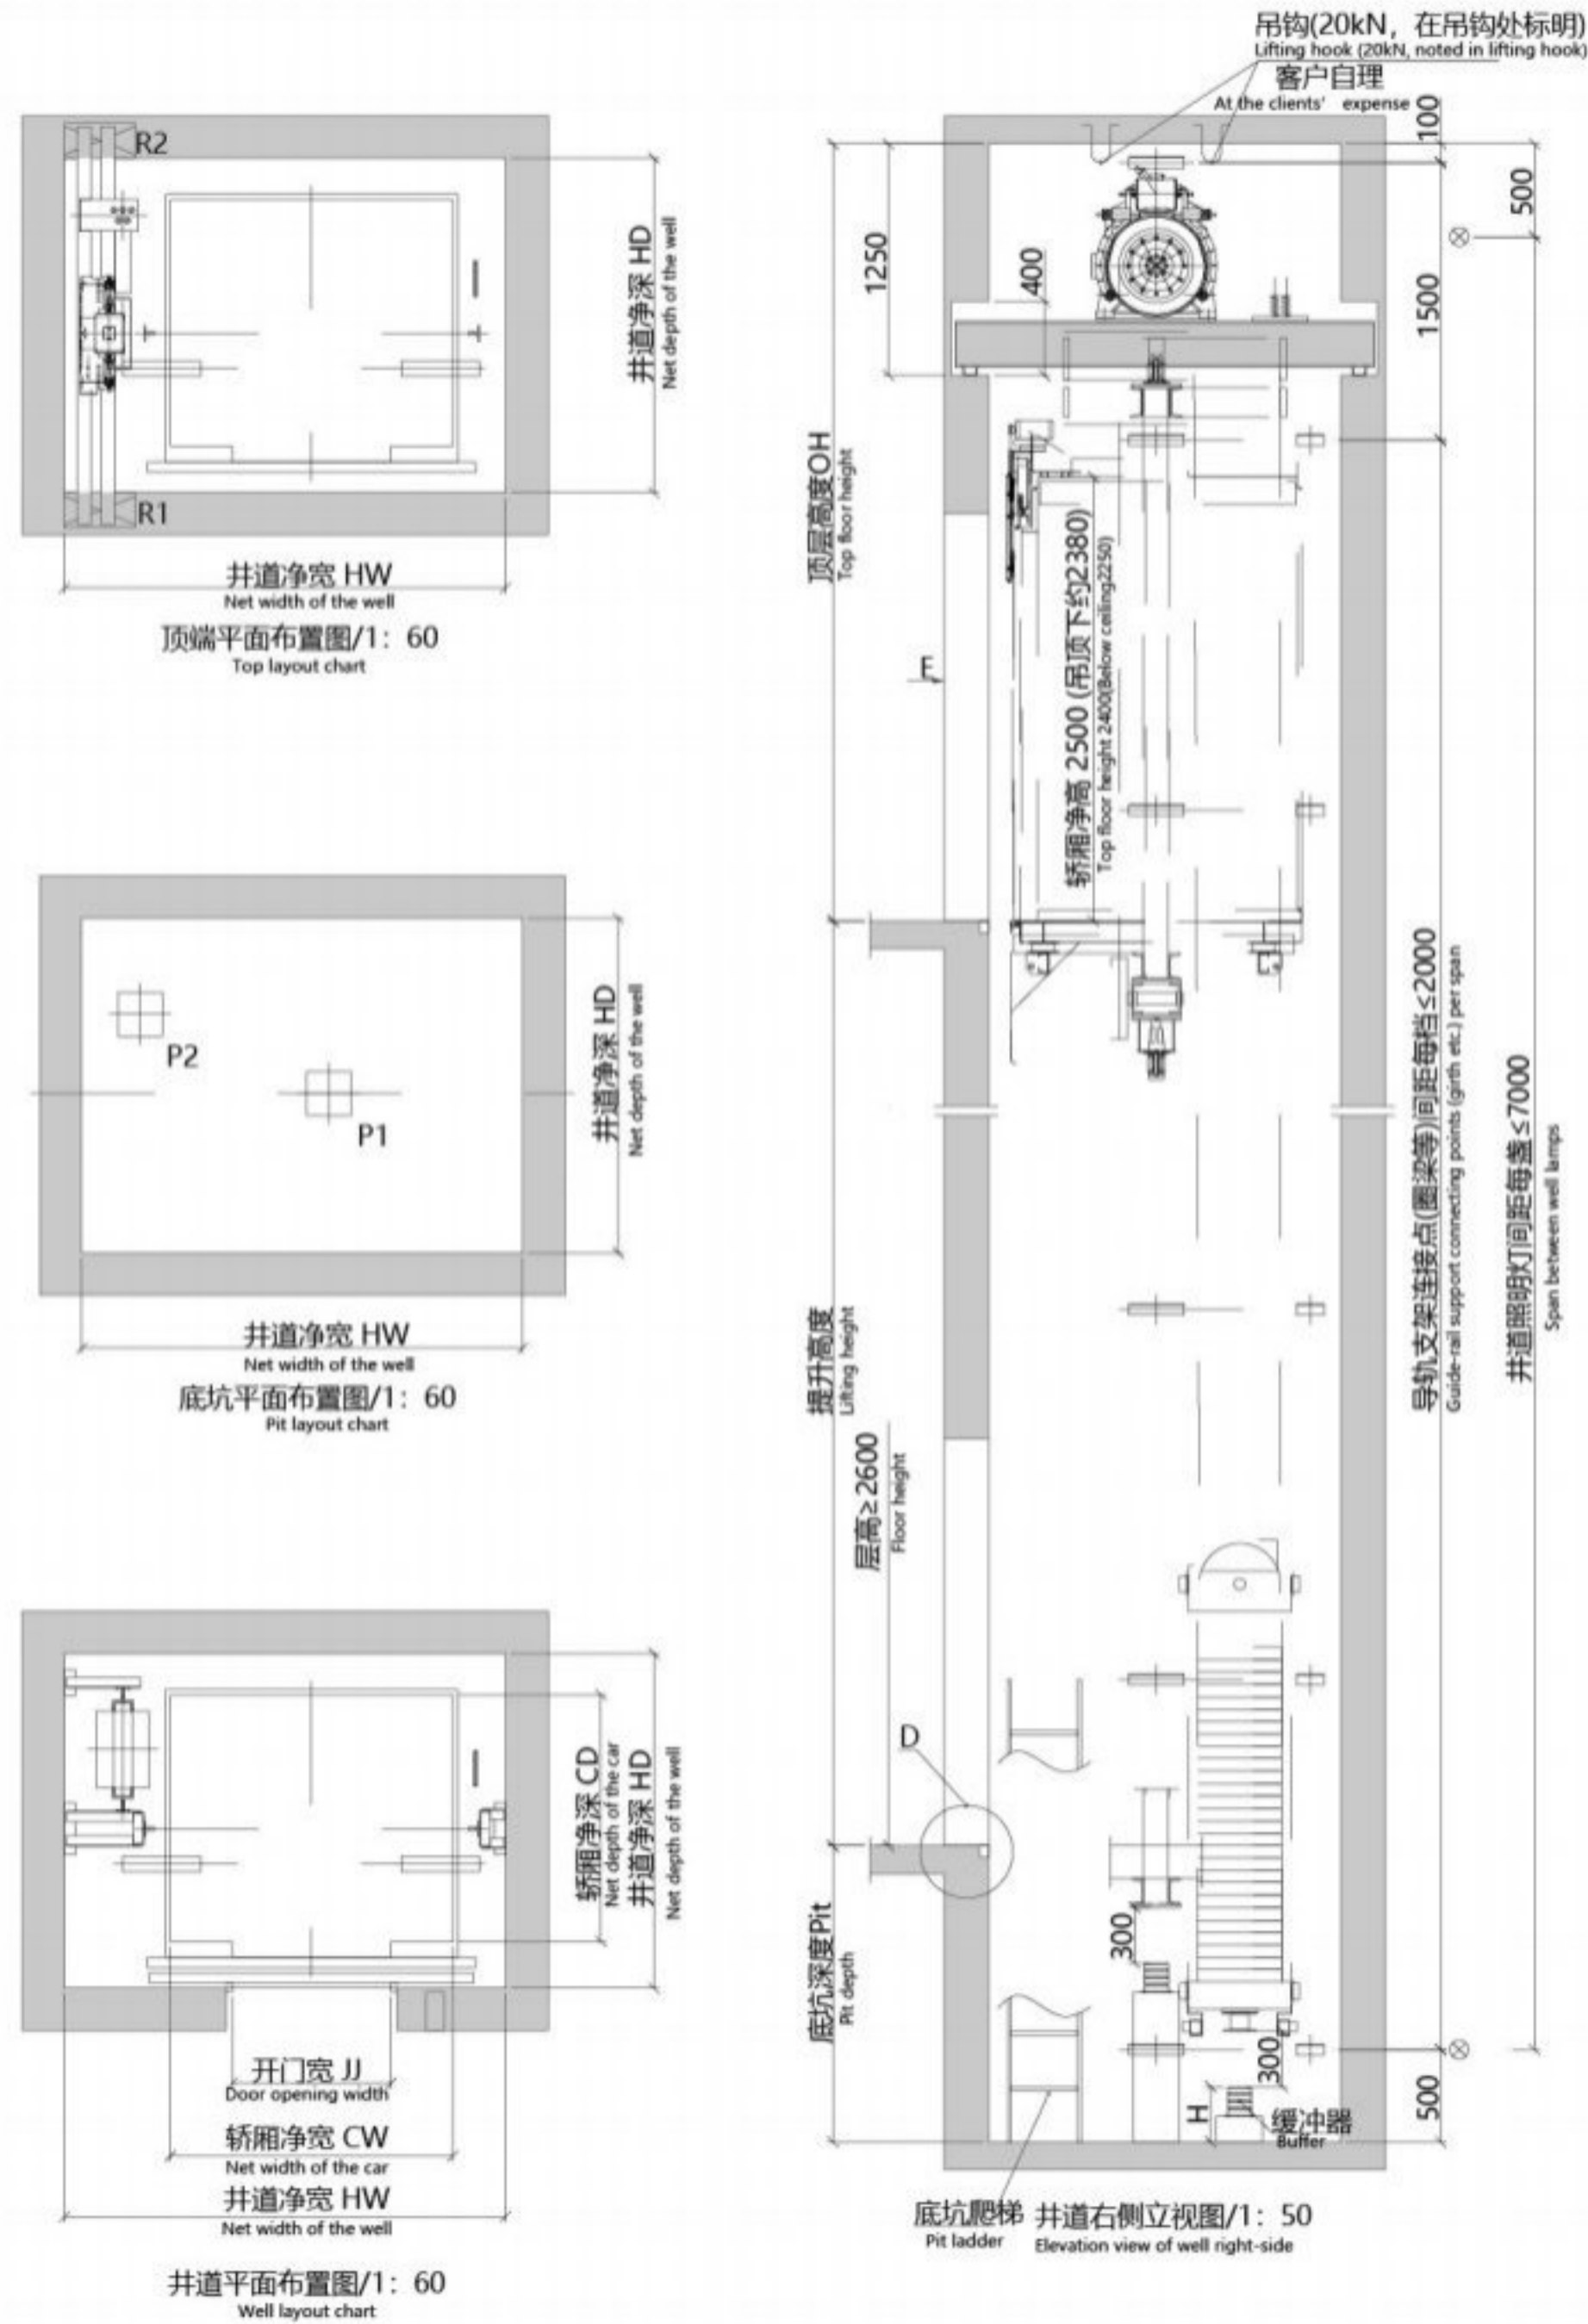 R2
R1
井道净深 HD
Net depth of the well
井道净宽 HW
Net width of the well
顶端平面布置图/1：60
Top layout chart
P2
P1
井道净深 HD
Net depth of the well
井道净宽 HW
Net width of the well
底坑平面布置图/1：60
Pit layout chart
轿厢净深 CD
Net depth of the car
井道净深 HD
Net depth of the well
开门宽 JJ
Door opening width
轿厢净宽 CW
Net width of the car
井道净宽 HW
Net width of the well
井道平面布置图/1：60
Well layout chart
吊钩(20kN，在吊钩处标明)
Lifting hook (20kN, noted in lifting hook)
客户自理
At the clients' expense
100
500
1250
400
1500
顶层高度OH
Top floor height
E
轿厢净高 2500 (吊顶下约2380)
Top floor height 2400(Below ceiling2250)
导轨支架连接点(圈梁等)间距每档≤2000
Guide-rail support connecting points (girth etc.) per span
井道照明灯间距每盏≤7000
Span between well lamps
提升高度
Lifting height
层高≥2600
Floor height
D
底坑深度Pit
Pit depth
300
300
H
500
缓冲器
Buffer
底坑爬梯
Pit ladder
井道右侧立视图/1：50
Elevation view of well right-side